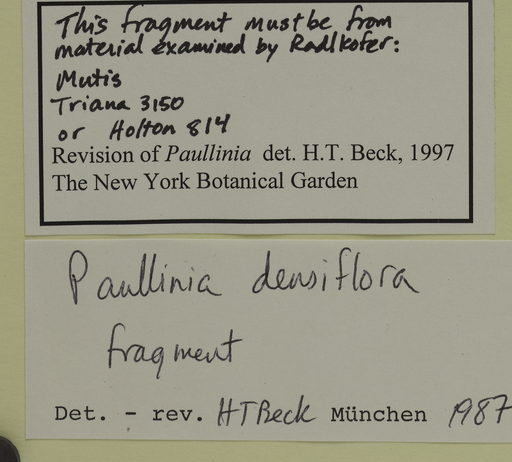 This fragment must be from
material examined by Radlkofer:
Mutis
Triana 3150
or Holton 814
Revision of Paullinia det. H.T. Beck, 1997
The New York Botanical Garden
Paullinia densiflora
fragment
Det. - rev. HTBeck München 1987